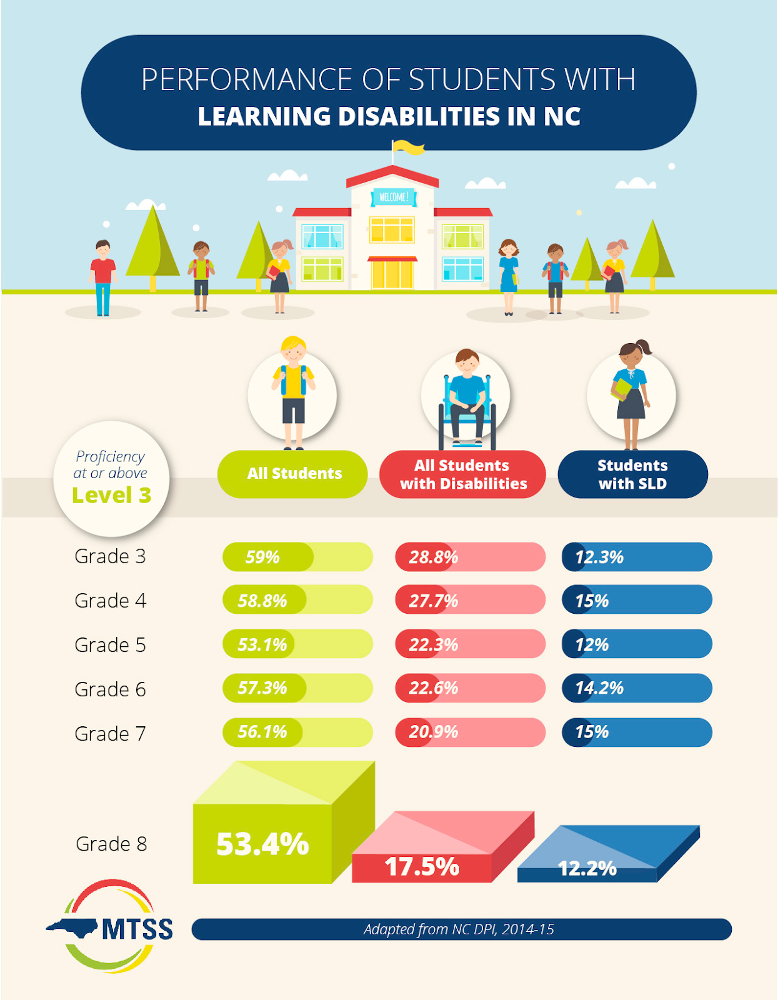 PERFORMANCE OF STUDENTS WITH
LEARNING DISABILITIES IN NC
WELCOME!
Proficiency
at or above
Level 3
All Students
All Students
with Disabilities
Students
with SLD
Grade 3 59% 28.8% 12.3%
Grade 4 58.8% 27.7% 15%
Grade 5 53.1% 22.3% 12%
Grade 6 57.3% 22.6% 14.2%
Grade 7 56.1% 20.9% 15%
Grade 8 53.4% 17.5% 12.2%
MTSS
Adapted from NC DPI, 2014-15